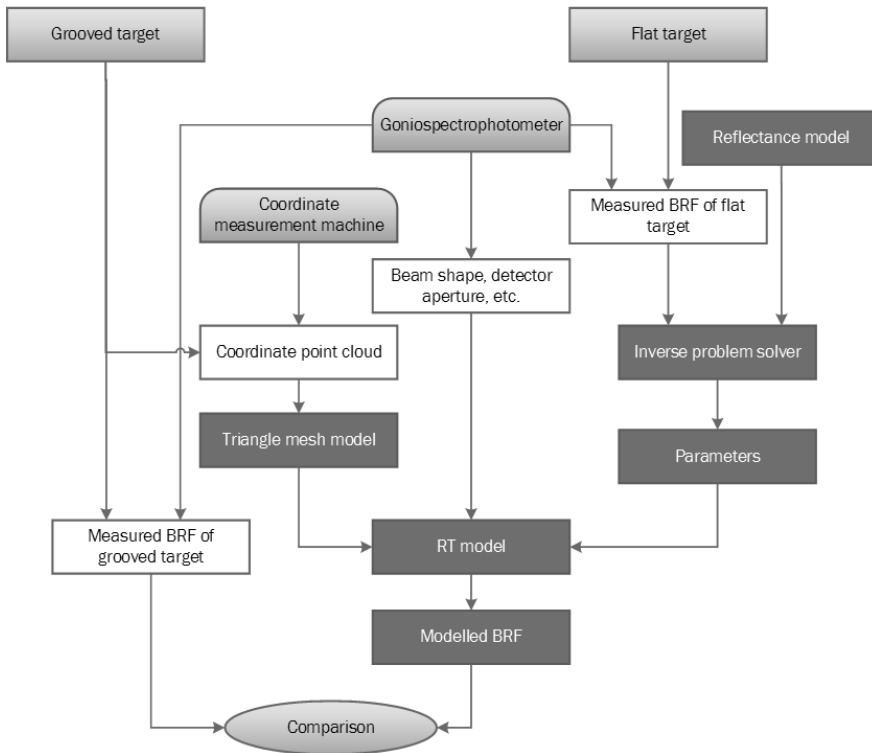 Grooved target
Flat target
Goniospectrophotometer
Reflectance model
Coordinate
measurement machine
Measured BRF of flat
target
Beam shape, detector
aperture, etc.
Coordinate point cloud
Inverse problem solver
Triangle mesh model
Parameters
Measured BRF of
grooved target
RT model
Modelled BRF
Comparison